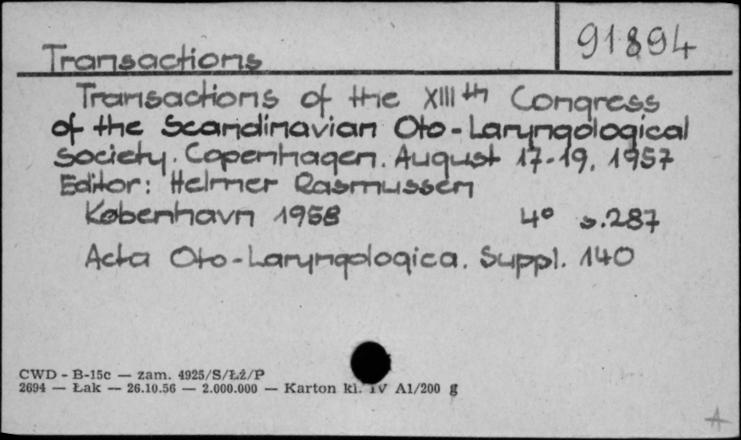 91894
Transactions
Transactions of the XIIIth Congress
of the Scandinavian Oto-Laryngological
Society. Copenhagen. August 17-19, 1957
Editor: Helmer Rasmussen
København 1958 4° s.287
Acta Oto-Laryngologica. Suppl. 140
CWD - B-15c — zam. 4925/S/ŁŻ/P
2694 — Łak — 26.10.56 — 2.000.000 — Karton kl. IV A1/200 g
A